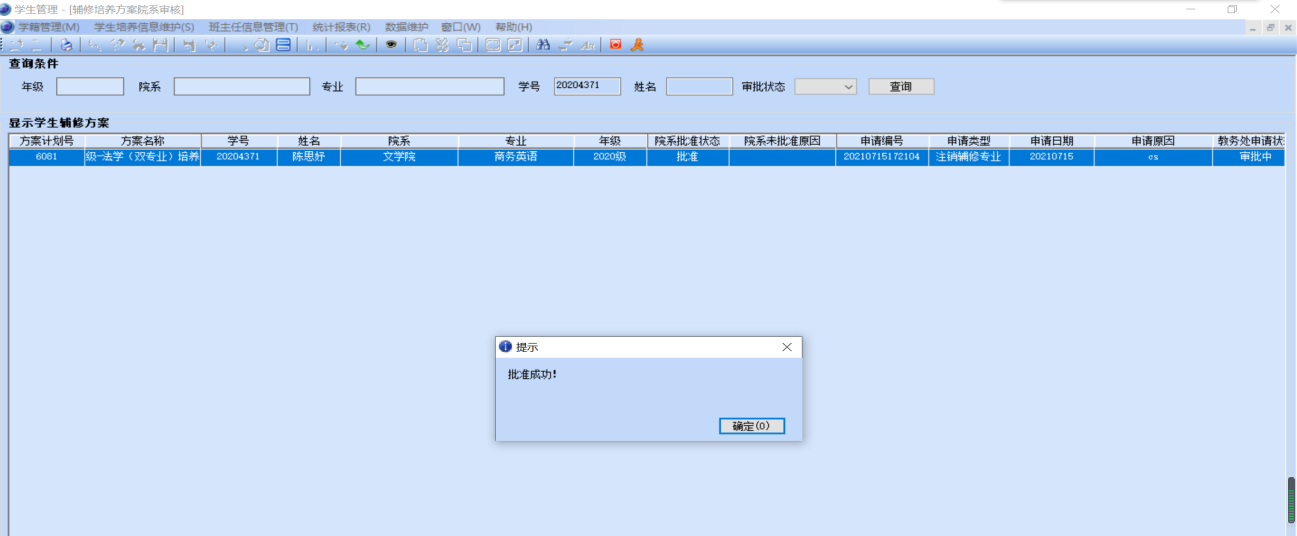 学生管理 - [辅修培养方案院系审核]
学籍管理(M) 学生培养信息维护(S) 班主任信息管理(T) 统计报表(R) 数据维护 窗口(W) 帮助(H)
查询条件
年级 院系 专业 学号 20204371 姓名 审批状态 查询
显示学生辅修方案
方案计划号 方案名称 学号 姓名 院系 专业 年级 院系批准状态 院系未批准原因 申请编号 申请类型 申请日期 申请原因 教务处申请状
6081 级-法学（双专业）培养 20204371 陈思妤 文学院 商务英语 2020级 批准 20210715172104 注销辅修专业 20210715 cs 审批中
提示
批准成功!
确定(O)